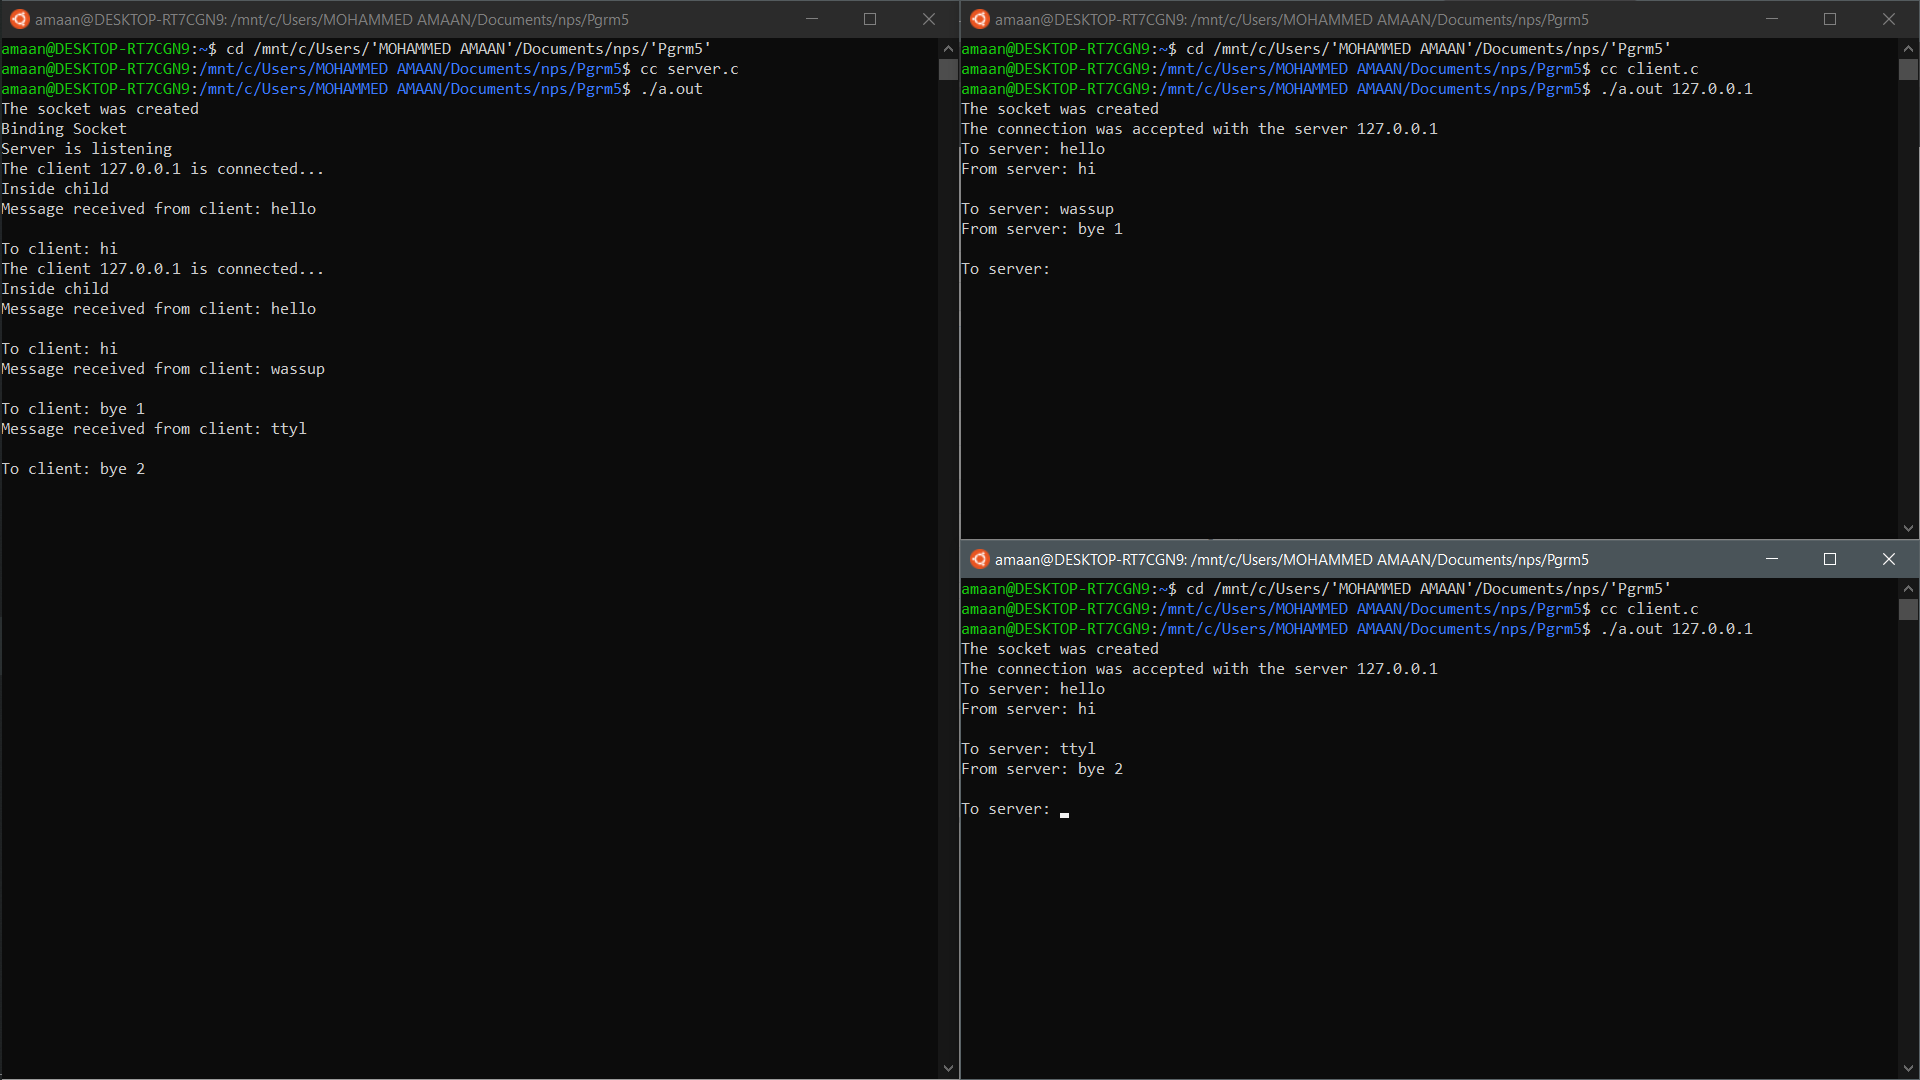 amaan@DESKTOP-RT7CGN9: /mnt/c/Users/MOHAMMED AMAAN/Documents/nps/Pgrm5
amaan@DESKTOP-RT7CGN9:~$ cd /mnt/c/Users/'MOHAMMED AMAAN'/Documents/nps/'Pgrm5'
amaan@DESKTOP-RT7CGN9:/mnt/c/Users/MOHAMMED AMAAN/Documents/nps/Pgrm5$ cc server.c
amaan@DESKTOP-RT7CGN9:/mnt/c/Users/MOHAMMED AMAAN/Documents/nps/Pgrm5$ ./a.out
The socket was created
Binding Socket
Server is listening
The client 127.0.0.1 is connected...
Inside child
Message received from client: hello
To client: hi
The client 127.0.0.1 is connected...
Inside child
Message received from client: hello
To client: hi
Message received from client: wassup
To client: bye 1
Message received from client: ttyl
To client: bye 2
amaan@DESKTOP-RT7CGN9: /mnt/c/Users/MOHAMMED AMAAN/Documents/nps/Pgrm5
amaan@DESKTOP-RT7CGN9:~$ cd /mnt/c/Users/'MOHAMMED AMAAN'/Documents/nps/'Pgrm5'
amaan@DESKTOP-RT7CGN9:/mnt/c/Users/MOHAMMED AMAAN/Documents/nps/Pgrm5$ cc client.c
amaan@DESKTOP-RT7CGN9:/mnt/c/Users/MOHAMMED AMAAN/Documents/nps/Pgrm5$ ./a.out 127.0.0.1
The socket was created
The connection was accepted with the server 127.0.0.1
To server: hello
From server: hi
To server: wassup
From server: bye 1
To server:
amaan@DESKTOP-RT7CGN9: /mnt/c/Users/MOHAMMED AMAAN/Documents/nps/Pgrm5
amaan@DESKTOP-RT7CGN9:~$ cd /mnt/c/Users/'MOHAMMED AMAAN'/Documents/nps/'Pgrm5'
amaan@DESKTOP-RT7CGN9:/mnt/c/Users/MOHAMMED AMAAN/Documents/nps/Pgrm5$ cc client.c
amaan@DESKTOP-RT7CGN9:/mnt/c/Users/MOHAMMED AMAAN/Documents/nps/Pgrm5$ ./a.out 127.0.0.1
The socket was created
The connection was accepted with the server 127.0.0.1
To server: hello
From server: hi
To server: ttyl
From server: bye 2
To server: